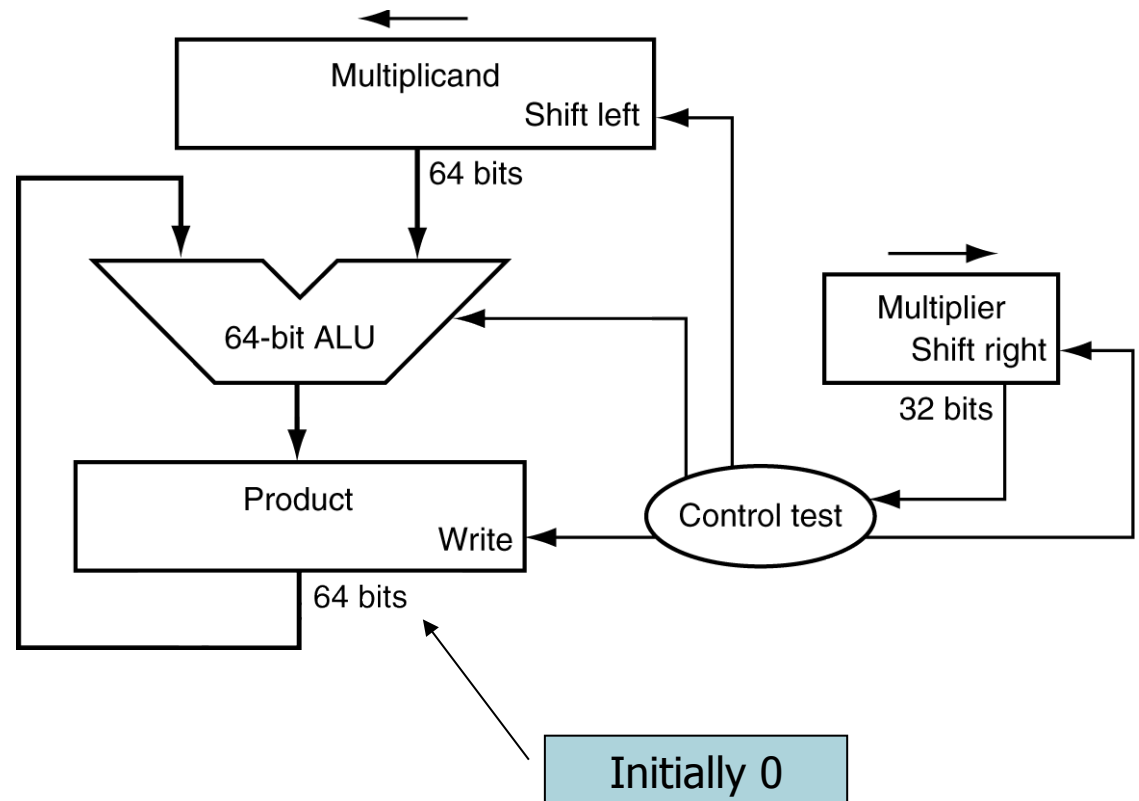 Multiplicand
Shift left
64 bits
64-bit ALU
Multiplier
Shift right
32 bits
Product
Write
Control test
64 bits
Initially 0